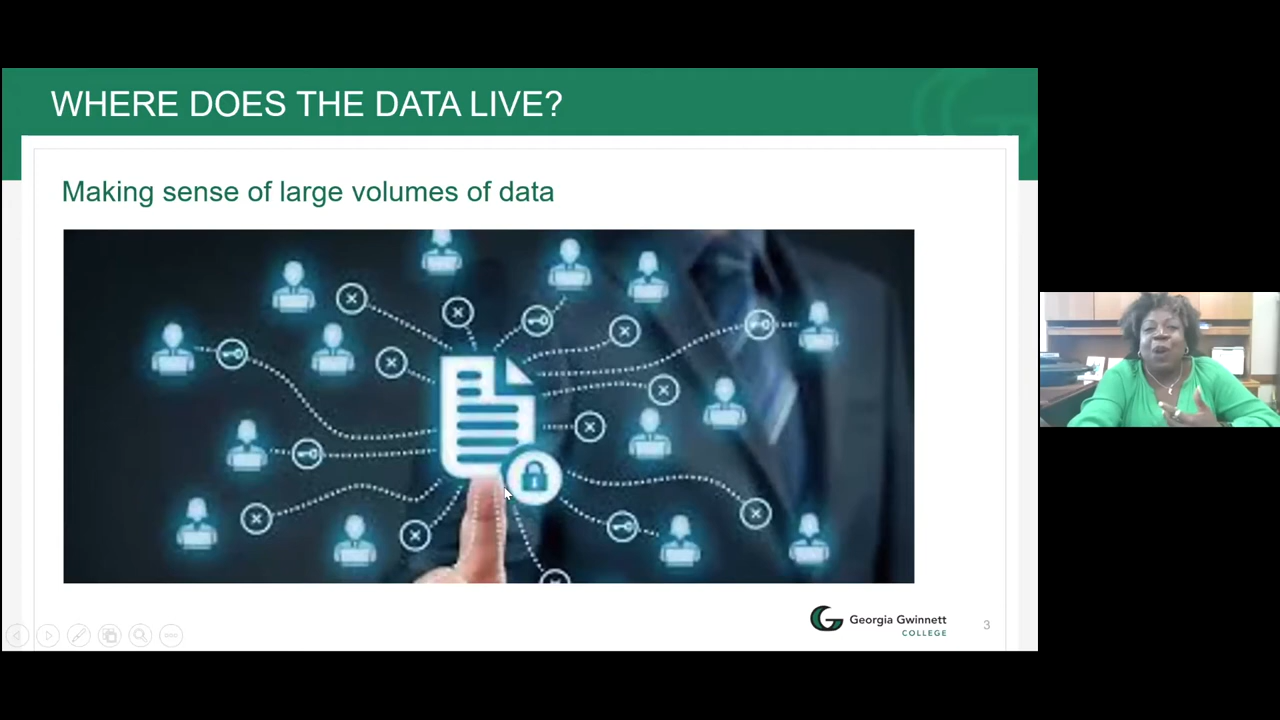 WHERE DOES THE DATA LIVE?
Making sense of large volumes of data
Georgia Gwinnett
COLLEGE
3